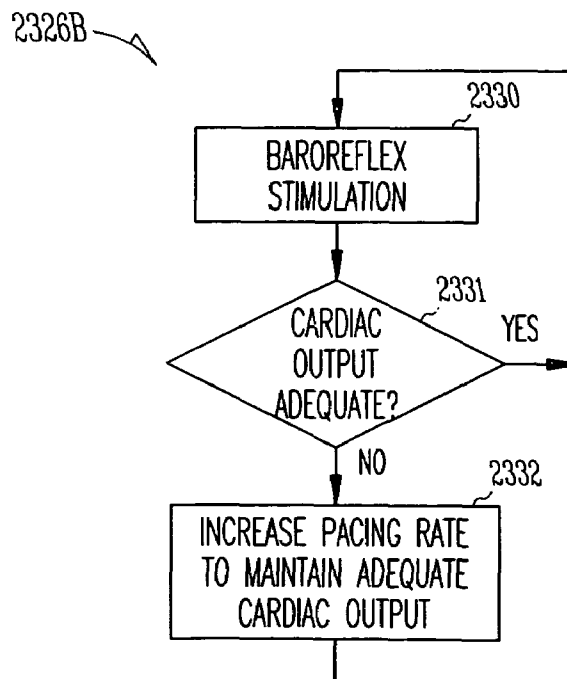 2326B
2330
BAROREFLEX
STIMULATION
2331
CARDIAC
OUTPUT
ADEQUATE?
YES
NO
2332
INCREASE PACING RATE
TO MAINTAIN ADEQUATE
CARDIAC OUTPUT